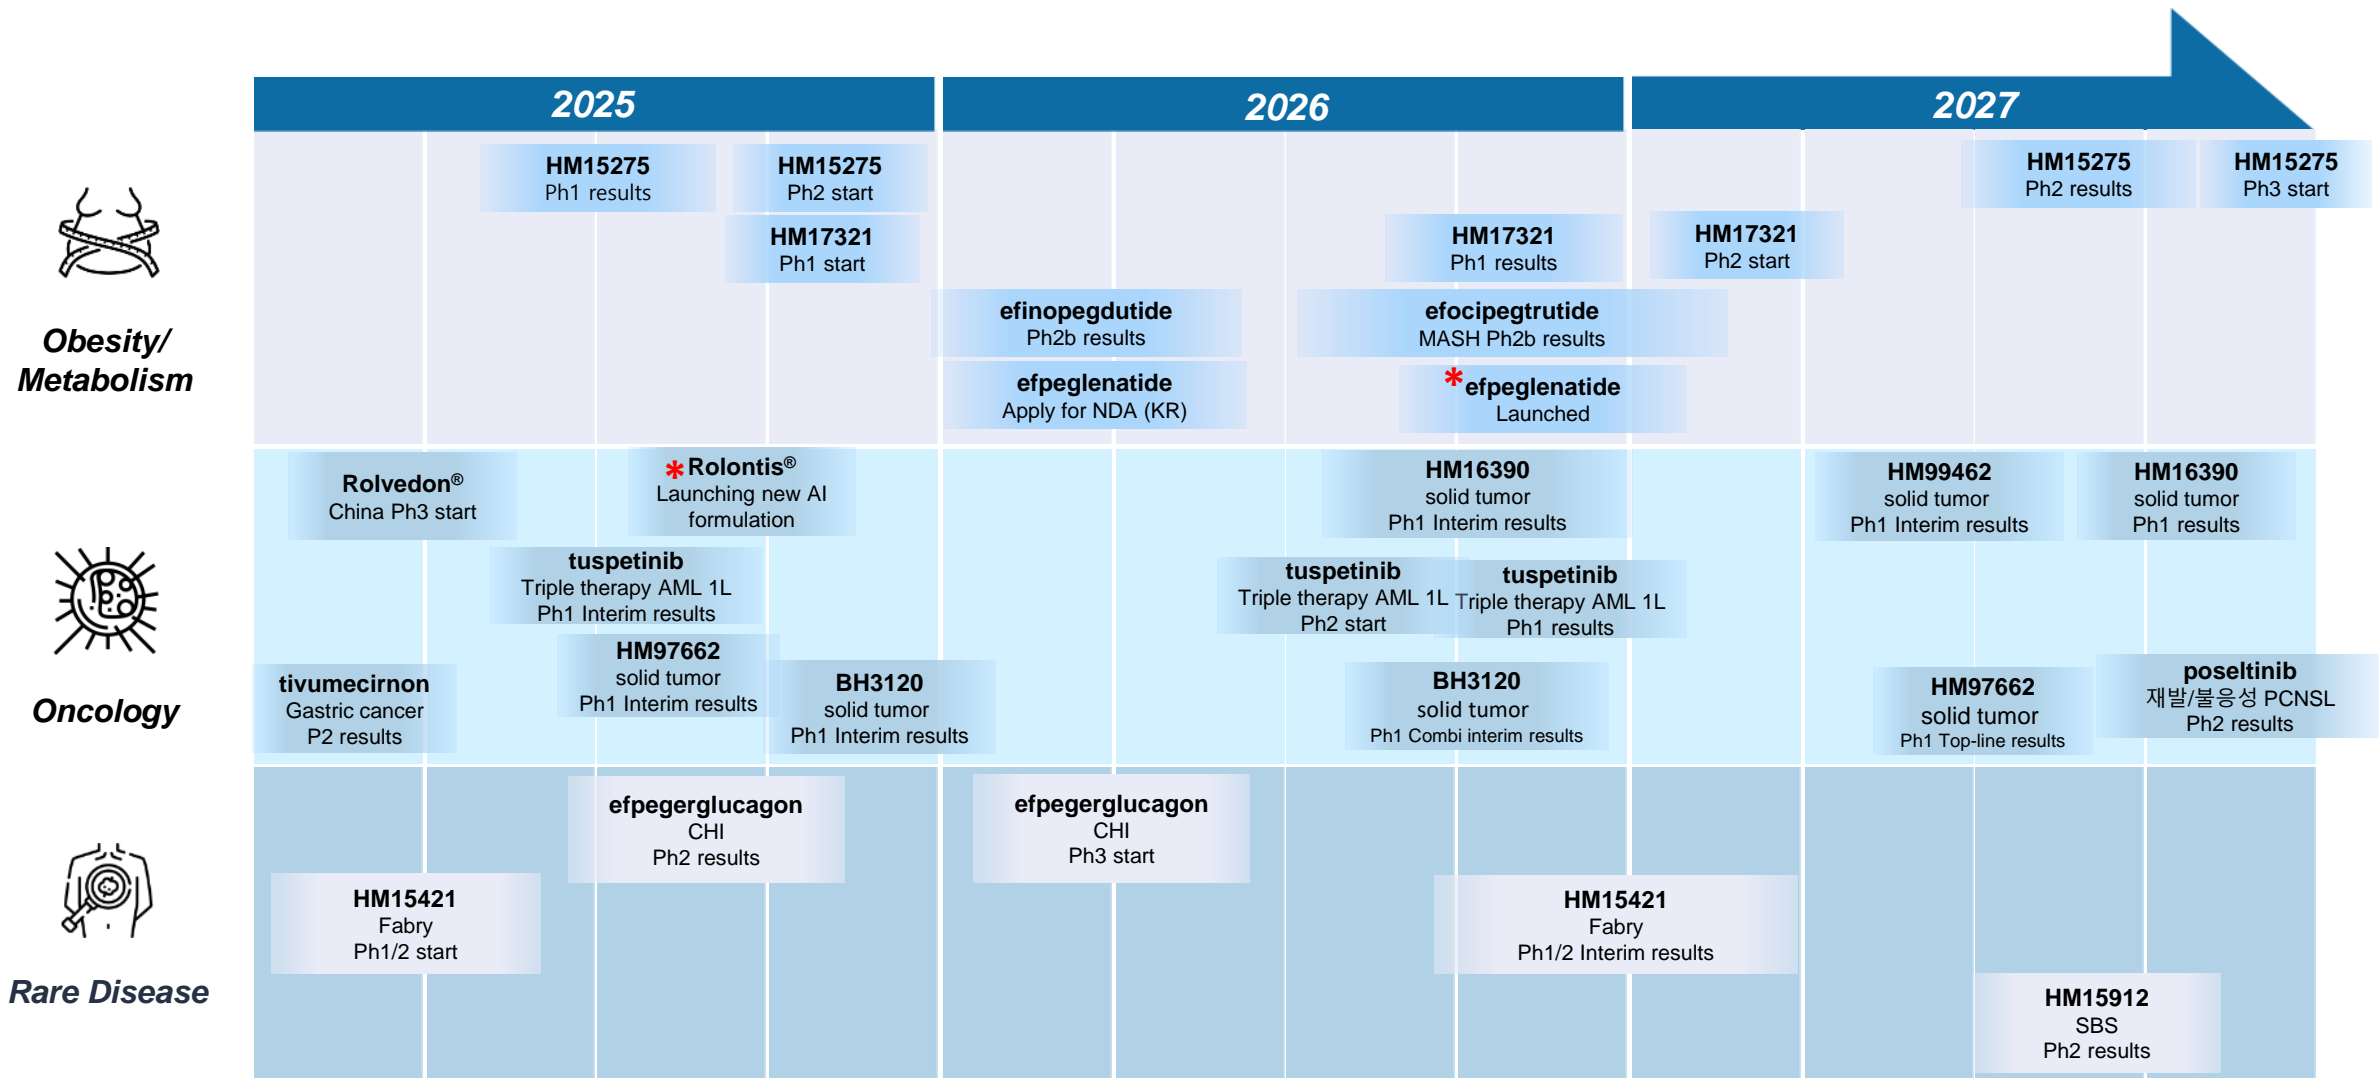 2025
2026
2027
Obesity/
Metabolism
HM15275
Ph1 results
HM15275
Ph2 start
HM15275
Ph2 results
HM15275
Ph3 start
HM17321
Ph1 start
HM17321
Ph1 results
HM17321
Ph2 start
efinopegdutide
Ph2b results
efocipegtrutide
MASH Ph2b results
efpeglenatide
Apply for NDA (KR)
*efpeglenatide
Launched
Oncology
Rolvedon®
China Ph3 start
*Rolontis®
Launching new AI
formulation
HM16390
solid tumor
Ph1 Interim results
HM99462
solid tumor
Ph1 Interim results
HM16390
solid tumor
Ph1 results
tuspetinib
Triple therapy AML 1L
Ph1 Interim results
tuspetinib
Triple therapy AML 1L
Ph2 start
tuspetinib
Triple therapy AML 1L
Ph1 results
tivumecirnon
Gastric cancer
P2 results
HM97662
solid tumor
Ph1 Interim results
BH3120
solid tumor
Ph1 Interim results
BH3120
solid tumor
Ph1 Combi interim results
HM97662
solid tumor
Ph1 Top-line results
poseltinib
재발/불응성 PCNSL
Ph2 results
Rare Disease
efpegerglucagon
CHI
Ph2 results
efpegerglucagon
CHI
Ph3 start
HM15421
Fabry
Ph1/2 start
HM15421
Fabry
Ph1/2 Interim results
HM15912
SBS
Ph2 results